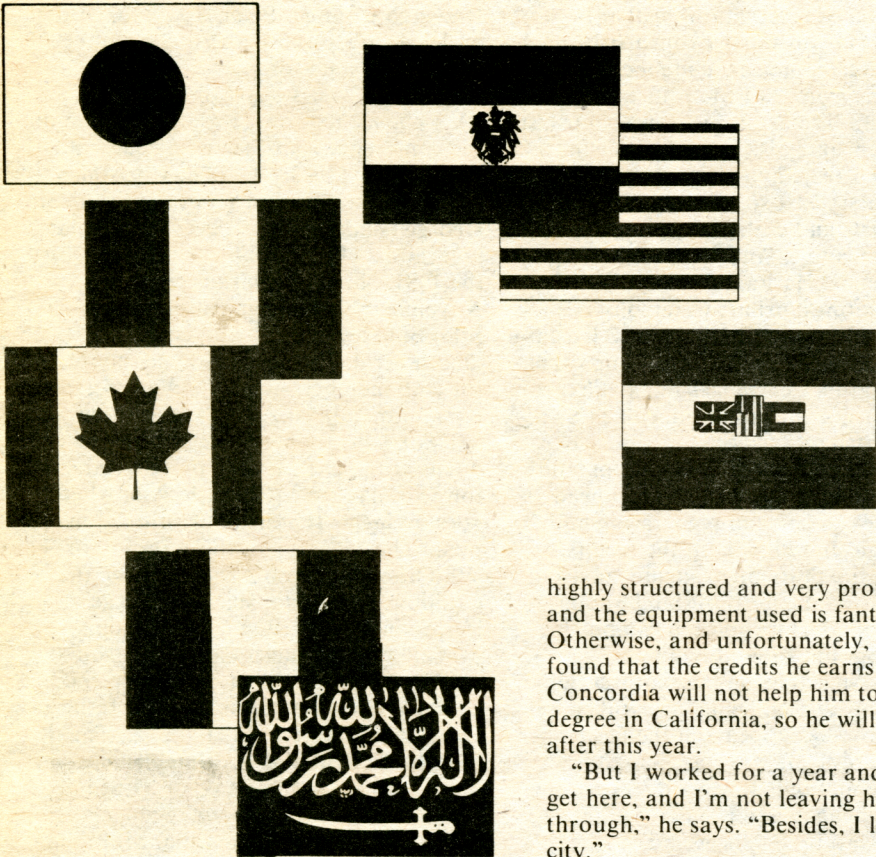 لا إله إلا الله محمد رسول الله
highly structured and very pro
and the equipment used is fant
Otherwise, and unfortunately,
found that the credits he earns
Concordia will not help him to
degree in California, so he will
after this year.
“But I worked for a year and
get here, and I'm not leaving h
through,” he says. “Besides, I l
city.”